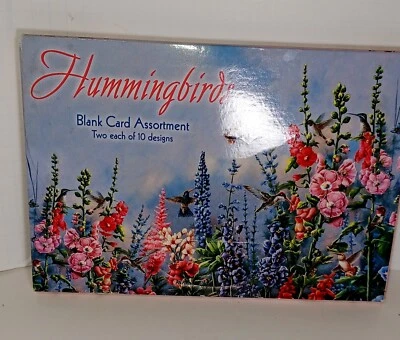 Hummingbirds
Blank Card Assortment
Two each of 10 designs